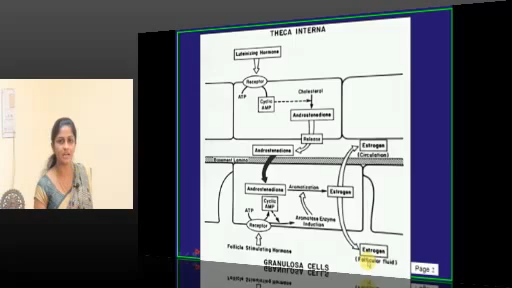 THECA INTERNA
Luteinizing Hormone
Receptor
ATP
Cyclic
AMP
Cholesterol
Androstenedione
Release
Androstenedione
Estrogen
(Circulation)
Basement Lamina
Androstenedione
Aromatization
Estrogen
Cyclic
AMP
ATP
Receptor
Aromatase Enzyme
Induction
Follicle Stimulating Hormone
Estrogen
(Follicular fluid)
GRANULOSA CELLS
Page 2